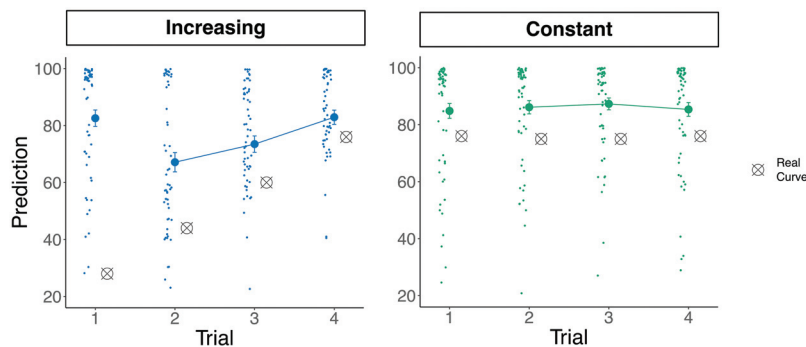 Increasing
Constant
Prediction
100
80
60
40
20
1 2 3 4
Trial
100
80
60
40
20
1 2 3 4
Trial
Real
Curve